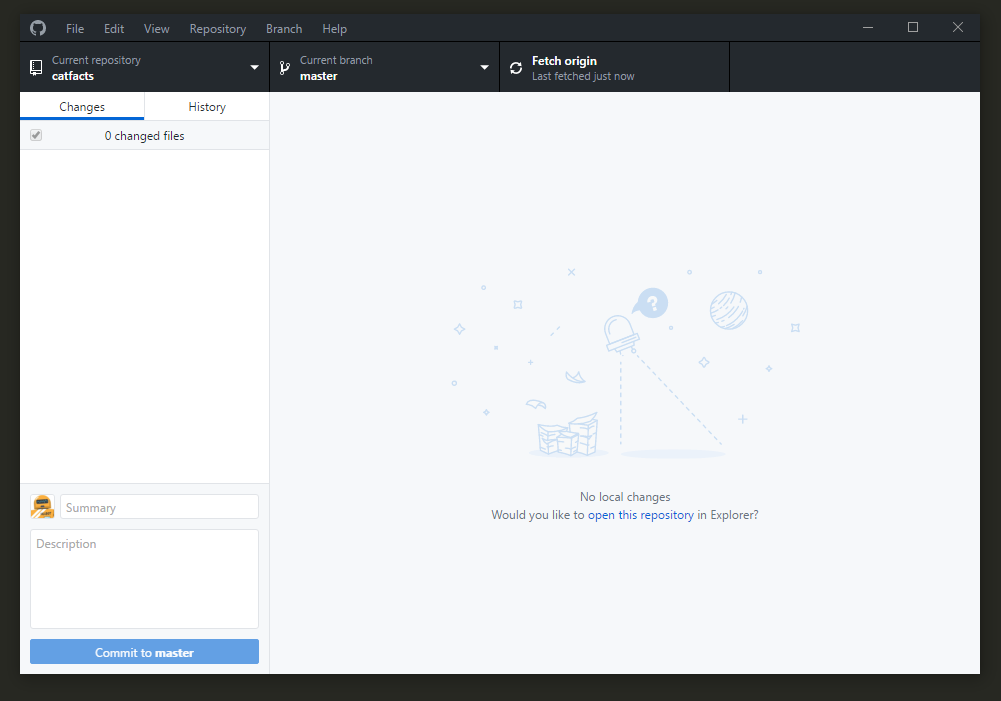 File Edit View Repository Branch Help
Current repository
catfacts
Current branch
master
Fetch origin
Last fetched just now
Changes
History
0 changed files
?
No local changes
Would you like to open this repository in Explorer?
Summary
Description
Commit to master